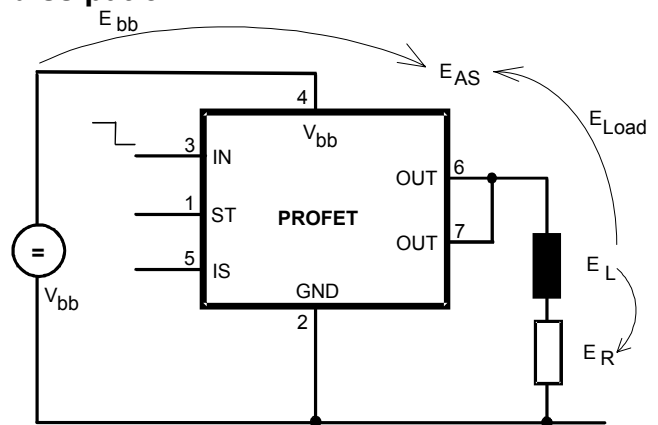 E bb
E AS
4
V bb
E Load
3 IN
OUT 6
1 ST
PROFET
7
OUT
5 IS
=
E L
V bb
GND
2
E R